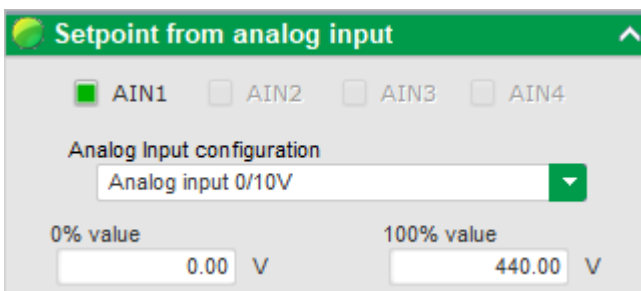 Setpoint from analog input
AIN1 AIN2 AIN3 AIN4
Analog Input configuration
Analog input 0/10V
0% value 100% value
0.00 V 440.00 V